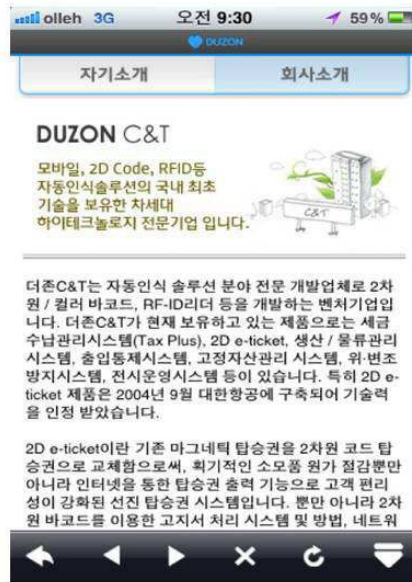 olleh 3G 오전 9:30 59%
DUZON
자기소개 회사소개
DUZON C&T
모바일, 2D Code, RFID등
자동인식솔루션의 국내 최초
기술을 보유한 차세대
하이테크놀로지 전문기업 입니다.
C&T
더존C&T는 자동인식 솔루션 분야 전문 개발업체로 2차
원 / 컬러 바코드, RF-ID리더 등을 개발하는 벤처기업입
니다. 더존C&T가 현재 보유하고 있는 제품으로는 세금
수납관리시스템(Tax Plus), 2D e-ticket, 생산 / 물류관리
시스템, 출입통제시스템, 고정자산관리 시스템, 위·변조
방지시스템, 전시운영시스템 등이 있습니다. 특히 2D e-
ticket 제품은 2004년 9월 대한항공에 구축되어 기술력
을 인정 받았습니다.
2D e-ticket이란 기존 마그네틱 탑승권을 2차원 코드 탑
승권으로 교체함으로써, 획기적인 소모품 원가 절감뿐만
아니라 인터넷을 통한 탑승권 출력 기능으로 고객 편리
성이 강화된 선진 탑승권 시스템입니다. 뿐만 아니라 2차
원 바코드를 이용한 고지서 처리 시스템 및 방법, 네트워